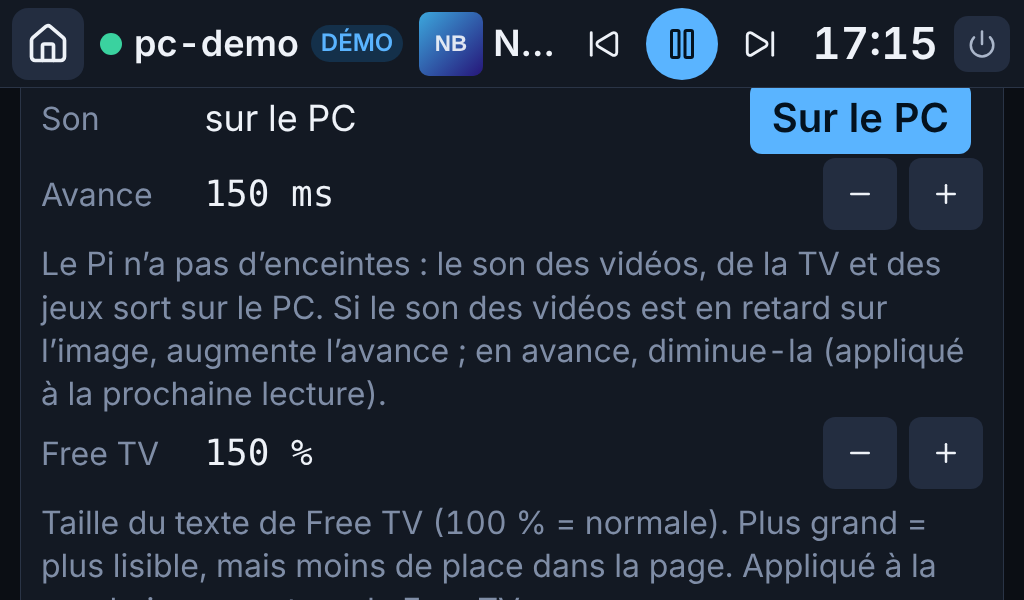 pc-demo DÉMO NB N... 17:15
Son sur le PC Sur le PC
Avance 150 ms − +
Le Pi n’a pas d’enceintes : le son des vidéos, de la TV et des
jeux sort sur le PC. Si le son des vidéos est en retard sur
l’image, augmente l’avance ; en avance, diminue-la (appliqué
à la prochaine lecture).
Free TV 150 % − +
Taille du texte de Free TV (100 % = normale). Plus grand =
plus lisible, mais moins de place dans la page. Appliqué à la